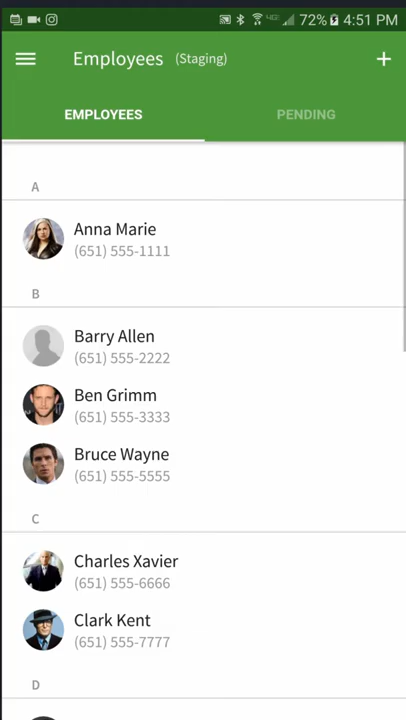 72% 4:51 PM
Employees (Staging) +
EMPLOYEES PENDING
A
Anna Marie
(651) 555-1111
B
Barry Allen
(651) 555-2222
Ben Grimm
(651) 555-3333
Bruce Wayne
(651) 555-5555
C
Charles Xavier
(651) 555-6666
Clark Kent
(651) 555-7777
D